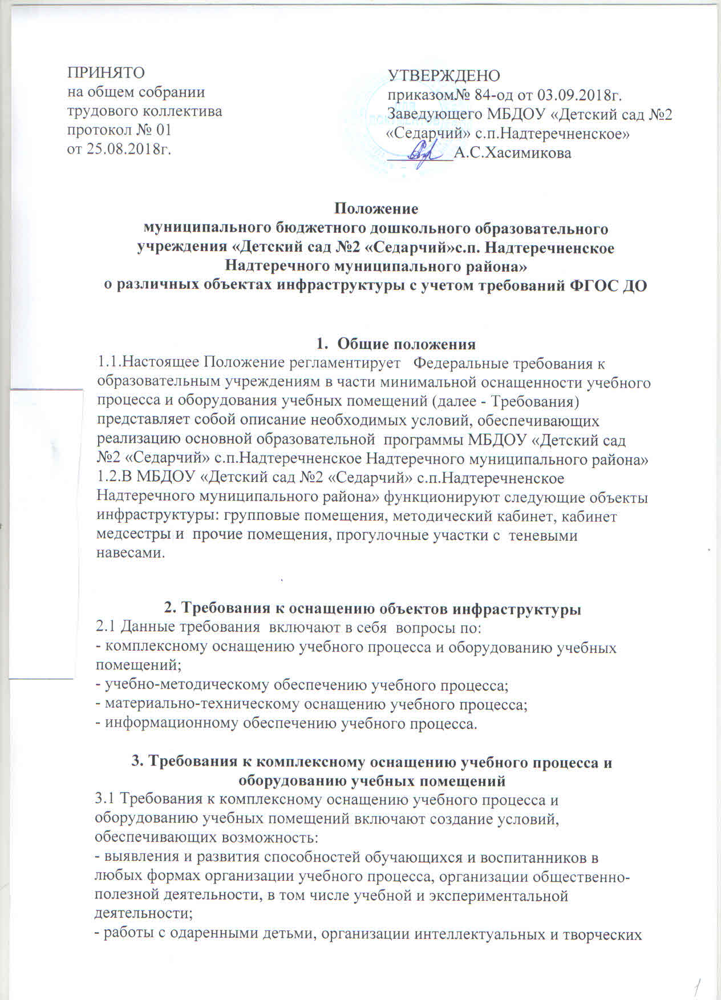 ПРИНЯТО
на общем собрании
трудового коллектива
протокол № 01
от 25.08.2018г.
УТВЕРЖДЕНО
приказом№ 84-од от 03.09.2018г.
Заведующего МБДОУ «Детский сад №2
«Седарчий» с.п.Надтеречненское»
________А.С.Хасимикова
Положение
муниципального бюджетного дошкольного образовательного
учреждения «Детский сад №2 «Седарчий»с.п. Надтеречненское
Надтеречного муниципального района»
о различных объектах инфраструктуры с учетом требований ФГОС ДО
1. Общие положения
1.1.Настоящее Положение регламентирует Федеральные требования к
образовательным учреждениям в части минимальной оснащенности учебного
процесса и оборудования учебных помещений (далее - Требования)
представляет собой описание необходимых условий, обеспечивающих
реализацию основной образовательной программы МБДОУ «Детский сад
№2 «Седарчий» с.п.Надтеречненское Надтеречного муниципального района»
1.2.В МБДОУ «Детский сад №2 «Седарчий» с.п.Надтеречненское
Надтеречного муниципального района» функционируют следующие объекты
инфраструктуры: групповые помещения, методический кабинет, кабинет
медсестры и прочие помещения, прогулочные участки с теневыми
навесами.
2. Требования к оснащению объектов инфраструктуры
2.1 Данные требования включают в себя вопросы по:
- комплексному оснащению учебного процесса и оборудованию учебных
помещений;
- учебно-методическому обеспечению учебного процесса;
- материально-техническому оснащению учебного процесса;
- информационному обеспечению учебного процесса.
3. Требования к комплексному оснащению учебного процесса и
оборудованию учебных помещений
3.1 Требования к комплексному оснащению учебного процесса и
оборудованию учебных помещений включают создание условий,
обеспечивающих возможность:
- выявления и развития способностей обучающихся и воспитанников в
любых формах организации учебного процесса, организации общественно-
полезной деятельности, в том числе учебной и экспериментальной
деятельности;
- работы с одаренными детьми, организации интеллектуальных и творческих
1